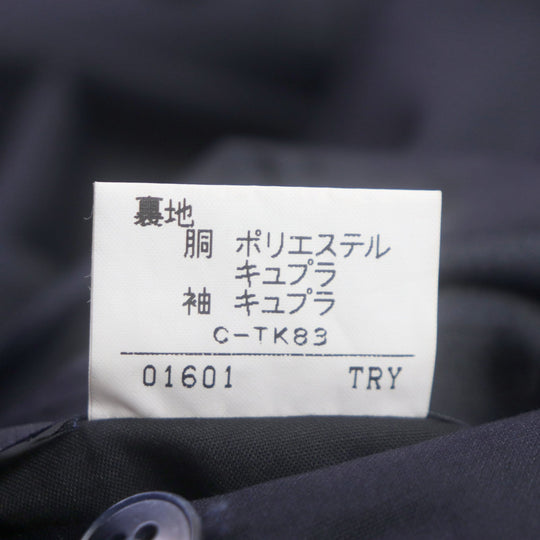 裏地
胴 ポリエステル
キュプラ
袖 キュプラ
C-TK83
01601 TRY